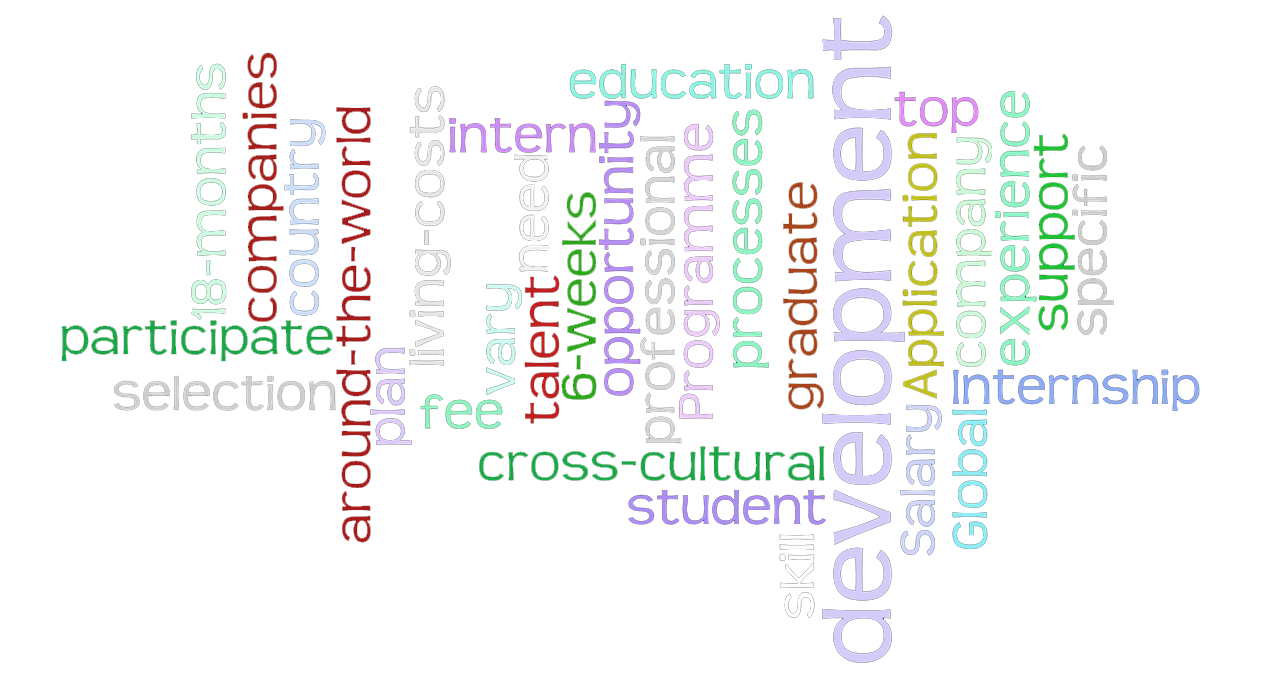 18-months
companies
country
around-the-world
participate
selection
plan
living-costs
fee
intern
vary
need
talent
6-weeks
education
opportunity
professional
Programme
processes
graduate
cross-cultural
student
skill
development
top
Application
company
experience
support
specific
Internship
Salary
Global